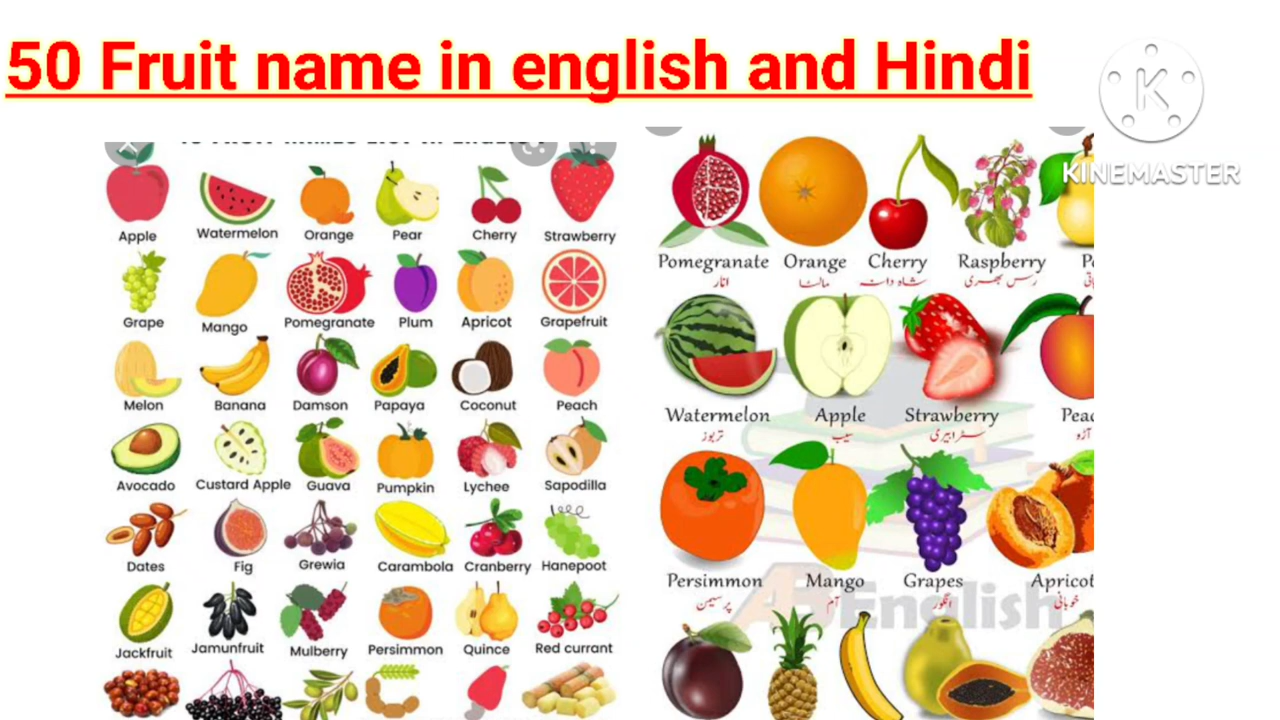 50 Fruit name in english and Hindi
K
KINEMASTER
Apple Watermelon Orange Pear Cherry Strawberry
Grape Mango Pomegranate Plum Apricot Grapefruit
Melon Banana Damson Papaya Coconut Peach
Avocado Custard Apple Guava Pumpkin Lychee Sapodilla
Dates Fig Grewia Carambola Cranberry Hanepoot
Jackfruit Jamunfruit Mulberry Persimmon Quince Red currant
Pomegranate Orange Cherry Raspberry
انار مالٹا شاہ دانہ رس بھری
Watermelon Apple Strawberry
تربوز سیب سٹرابیری آڑو
Persimmon Mango Grapes Apricot
پرسیمن آم انگور خوبانی
English